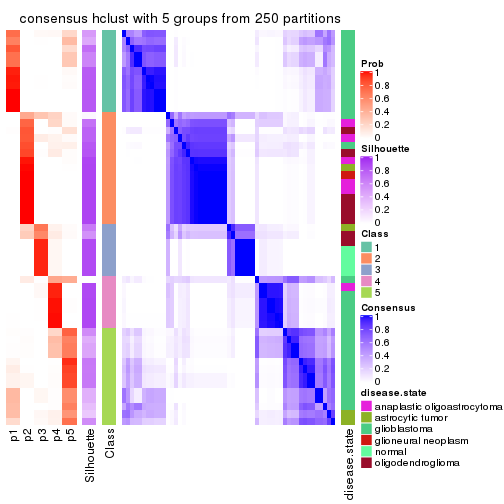 consensus hclust with 5 groups from 250 partitions
p1
p2
p3
p4
p5
Silhouette
Class
disease.state
Prob
1
0.8
0.6
0.4
0.2
0
Silhouette
1
0.8
0.6
0.4
0.2
0
Class
1
2
3
4
5
Consensus
1
0.8
0.6
0.4
0.2
0
disease.state
anaplastic oligoastrocytoma
astrocytic tumor
glioblastoma
glioneural neoplasm
normal
oligodendroglioma